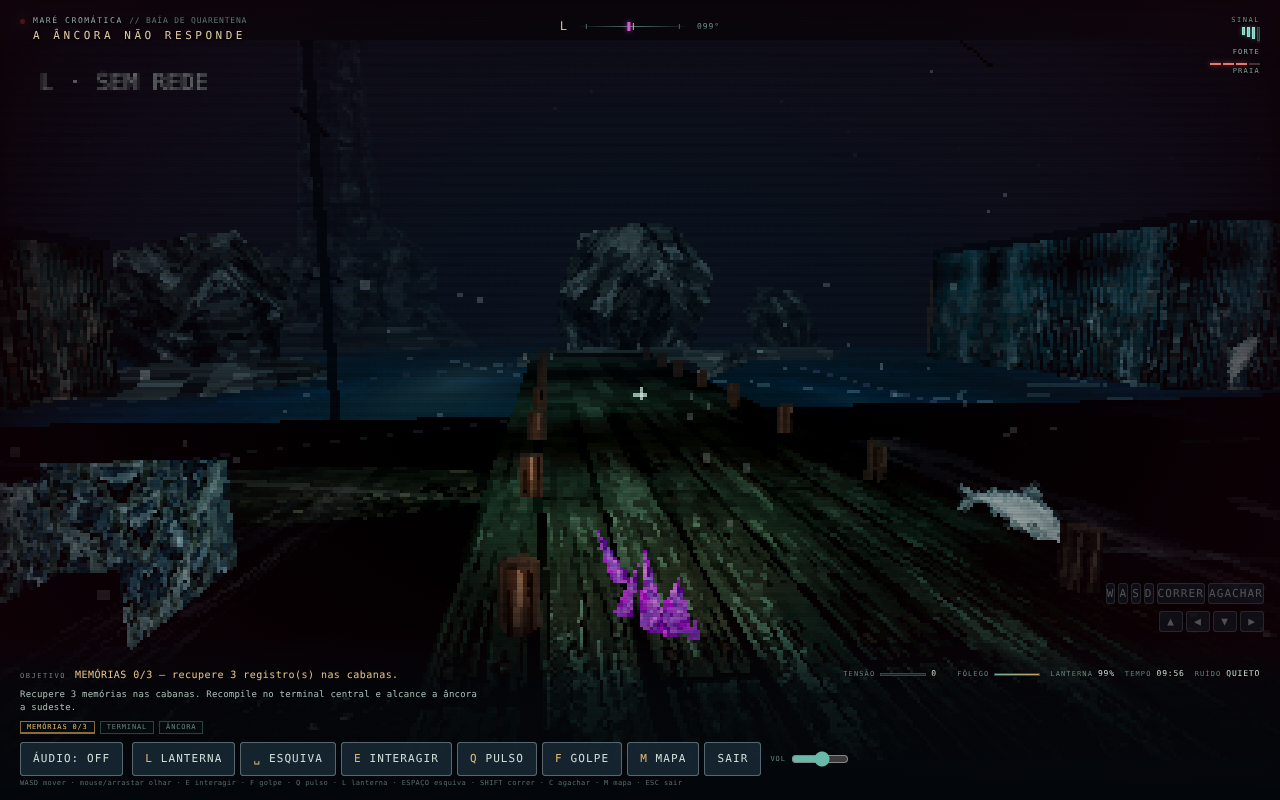 MARÉ CROMÁTICA // BAÍA DE QUARENTENA
A ÂNCORA NÃO RESPONDE
L
099°
SINAL
FORTE
PRAIA
L · SEM REDE
W A S D CORRER AGACHAR
▲ ◀ ▼ ▶
OBJETIVO MEMÓRIAS 0/3 — recupere 3 registro(s) nas cabanas.
Recupere 3 memórias nas cabanas. Recompile no terminal central e alcance a âncora
a sudeste.
TENSÃO 0 FÔLEGO LANTERNA 99% TEMPO 09:56 RUÍDO QUIETO
MEMÓRIAS 0/3 TERMINAL ÂNCORA
ÁUDIO: OFF L LANTERNA ␣ ESQUIVA E INTERAGIR Q PULSO F GOLPE M MAPA SAIR VOL
WASD mover · mouse/arrastar olhar · E interagir · F golpe · Q pulso · L lanterna · ESPAÇO esquiva · SHIFT correr · C agachar · M mapa · ESC sair